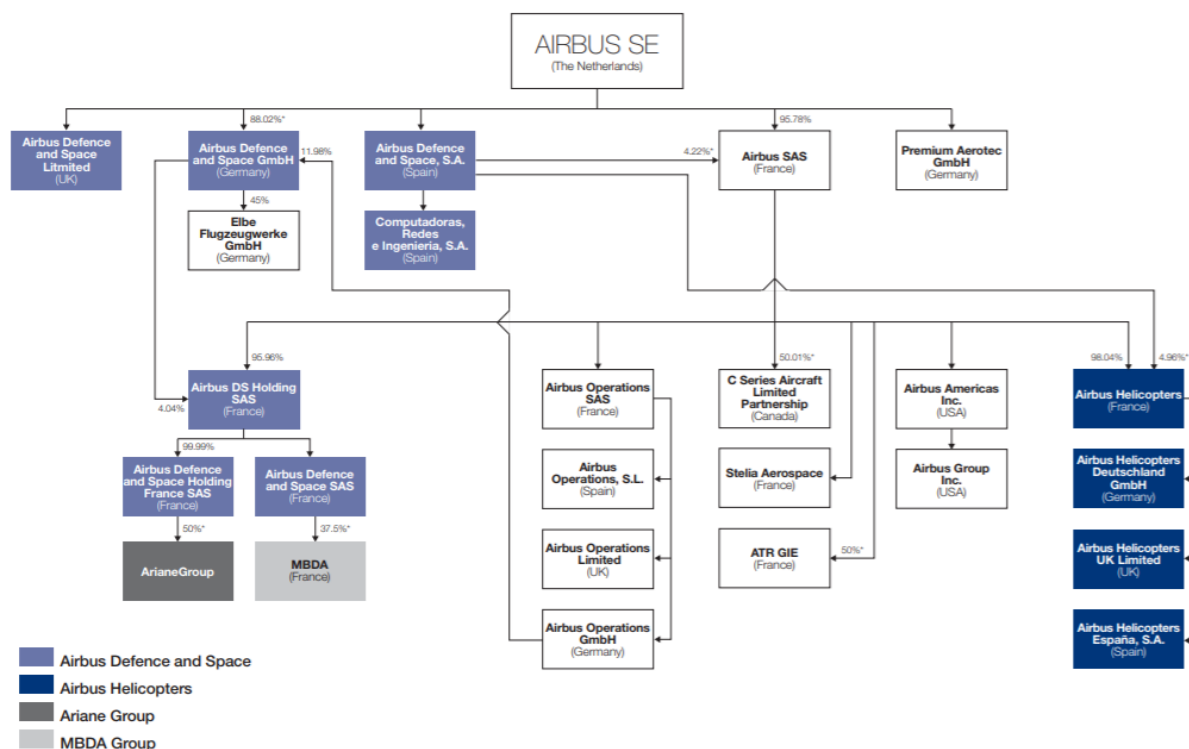 AIRBUS SE
(The Netherlands)
88.02%*
95.78%
Airbus Defence
and Space
Litmited
(UK)
Airbus Defence
and Space GmbH
(Germany)
11.98%
Airbus Defence
and Space, S.A.
(Spain)
4.22%*
Airbus SAS
(France)
Premium Aerotec
GmbH
(Germany)
45%
Elbe
Flugzeugwerke
GmbH
(Germany)
Computadoras,
Redes
e Ingenieria, S.A.
(Spain)
95.96%
50.01%*
98.04%
4.96%*
4.04%
Airbus DS Holding
SAS
(France)
Airbus Operations
SAS
(France)
C Series Aircraft
Limited
Partnership
(Canada)
Airbus Americas
Inc.
(USA)
Airbus Helicopters
(France)
99.99%
Airbus Defence
and Space Holding
France SAS
(France)
Airbus Defence
and Space SAS
(France)
Airbus
Operations, S.L.
(Spain)
Stelia Aerospace
(France)
Airbus Group
Inc.
(USA)
Airbus Helicopters
Deutschland
GmbH
(Germany)
50%*
37.5%*
ArianeGroup
MBDA
(France)
Airbus Operations
Limited
(UK)
ATR GIE
(France)
50%*
Airbus Helicopters
UK Limited
(UK)
Airbus Operations
GmbH
(Germany)
Airbus Helicopters
España, S.A.
(Spain)
Airbus Defence and Space
Airbus Helicopters
Ariane Group
MBDA Group